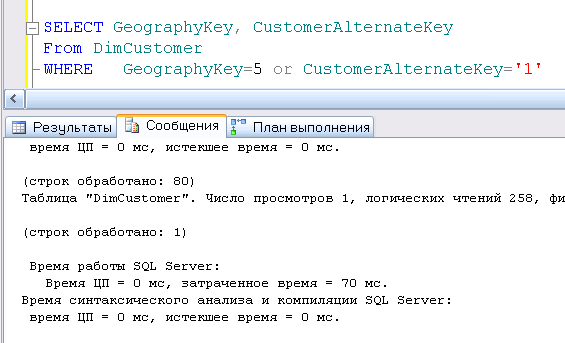 SELECT GeographyKey, CustomerAlternateKey
From DimCustomer
WHERE GeographyKey=5 or CustomerAlternateKey='1'
Результаты Сообщения План выполнения
время ЦП = 0 мс, истекшее время = 0 мс.
(строк обработано: 80)
Таблица "DimCustomer". Число просмотров 1, логических чтений 258, фи
(строк обработано: 1)
Время работы SQL Server:
Время ЦП = 0 мс, затраченное время = 70 мс.
Время синтаксического анализа и компиляции SQL Server:
время ЦП = 0 мс, истекшее время = 0 мс.